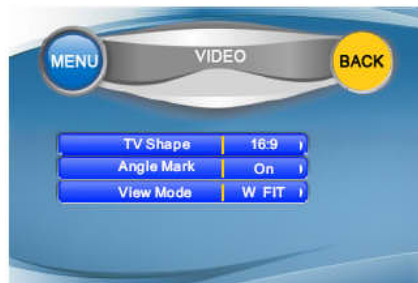 MENU VIDEO BACK
TV Shape 16:9
Angle Mark On
View Mode W FIT